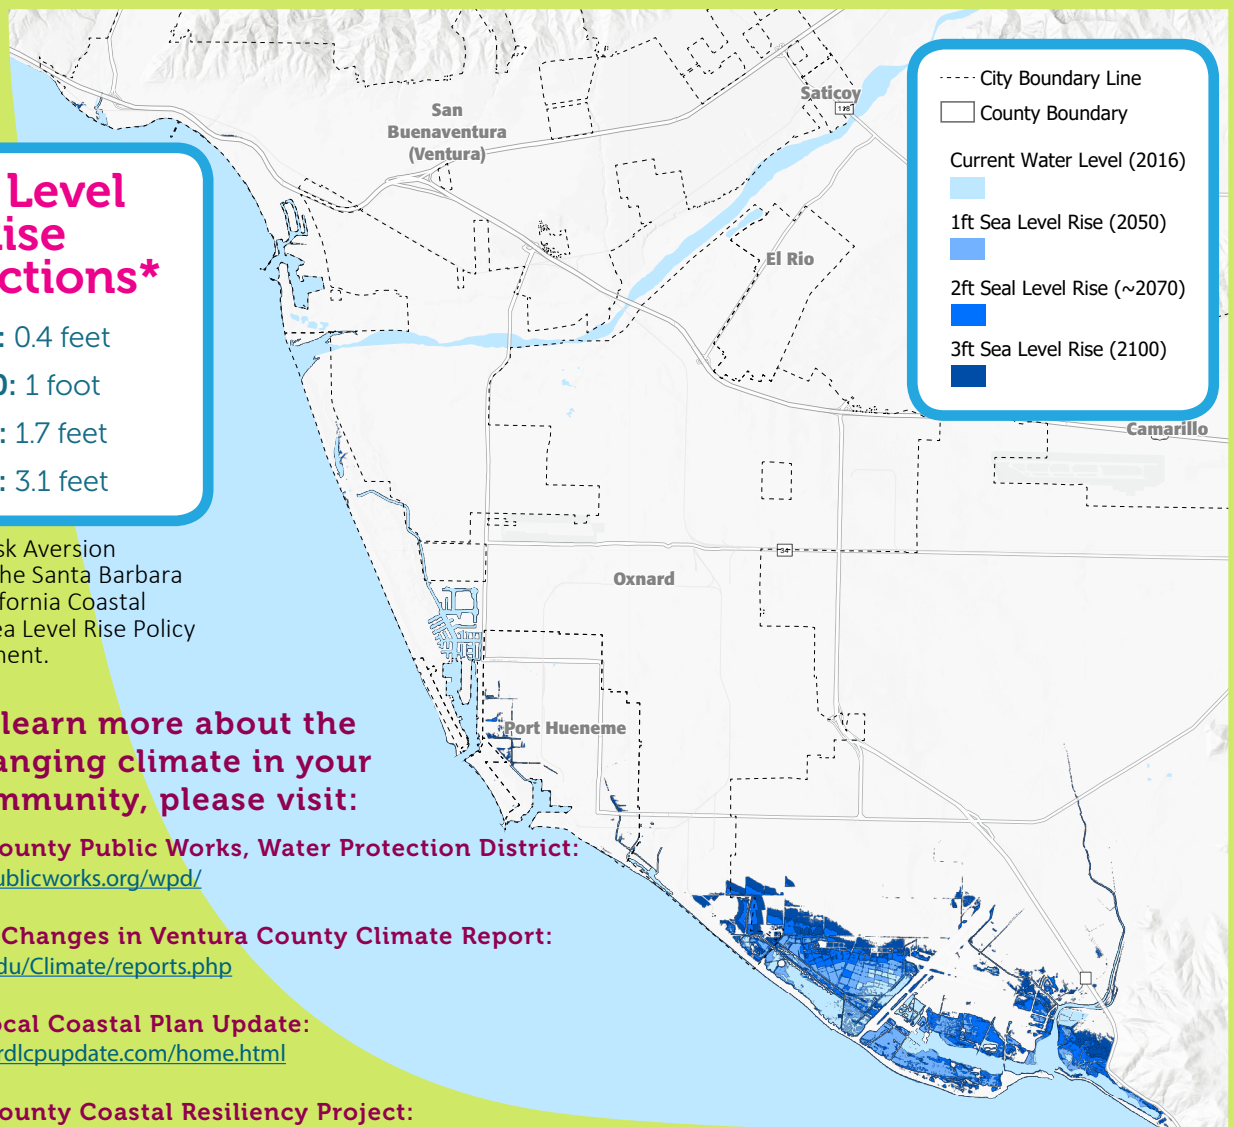 Level
ise
ctions*
: 0.4 feet
0: 1 foot
: 1.7 feet
: 3.1 feet
sk Aversion
he Santa Barbara
ifornia Coastal
ea Level Rise Policy
ment.
learn more about the
anging climate in your
mmunity, please visit:
ounty Public Works, Water Protection District:
ublicworks.org/wpd/
Changes in Ventura County Climate Report:
du/Climate/reports.php
ocal Coastal Plan Update:
rdlcpupdate.com/home.html
ounty Coastal Resiliency Project:
San
Buenaventura
(Ventura)
Saticoy
118
El Rio
Camarillo
34
Oxnard
Port Hueneme
City Boundary Line
County Boundary
Current Water Level (2016)
1ft Sea Level Rise (2050)
2ft Seal Level Rise (~2070)
3ft Sea Level Rise (2100)